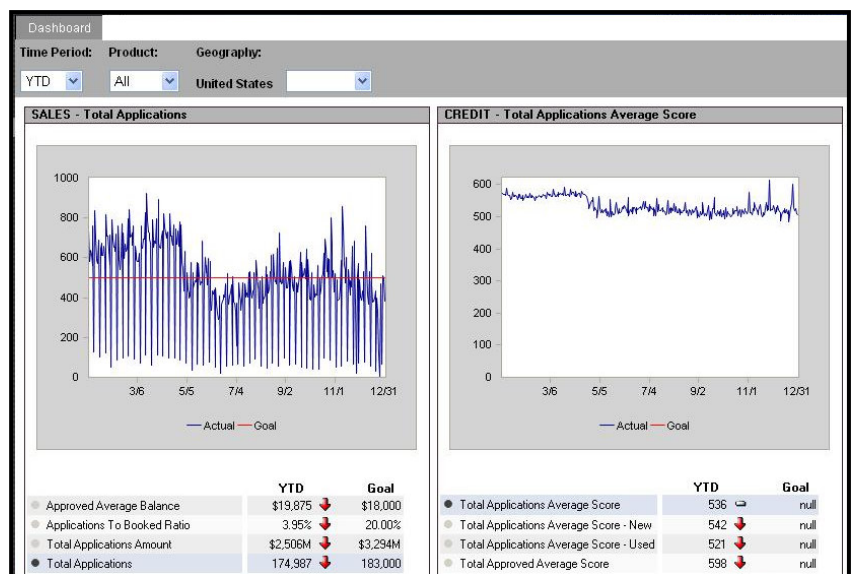 Dashboard
Time Period: Product: Geography:
YTD All United States
SALES - Total Applications
1000
800
600
400
200
0
3/6 5/5 7/4 9/2 11/1 12/31
Actual Goal
YTD Goal
Approved Average Balance $19,875 $18,000
Applications To Booked Ratio 3.95% 20.00%
Total Applications Amount $2,506M $3,294M
Total Applications 174,987 183,000
CREDIT - Total Applications Average Score
600
500
400
300
200
100
0
3/6 5/5 7/4 9/2 11/1 12/31
Actual Goal
YTD Goal
Total Applications Average Score 536 null
Total Applications Average Score - New 542 null
Total Applications Average Score - Used 521 null
Total Approved Average Score 598 null